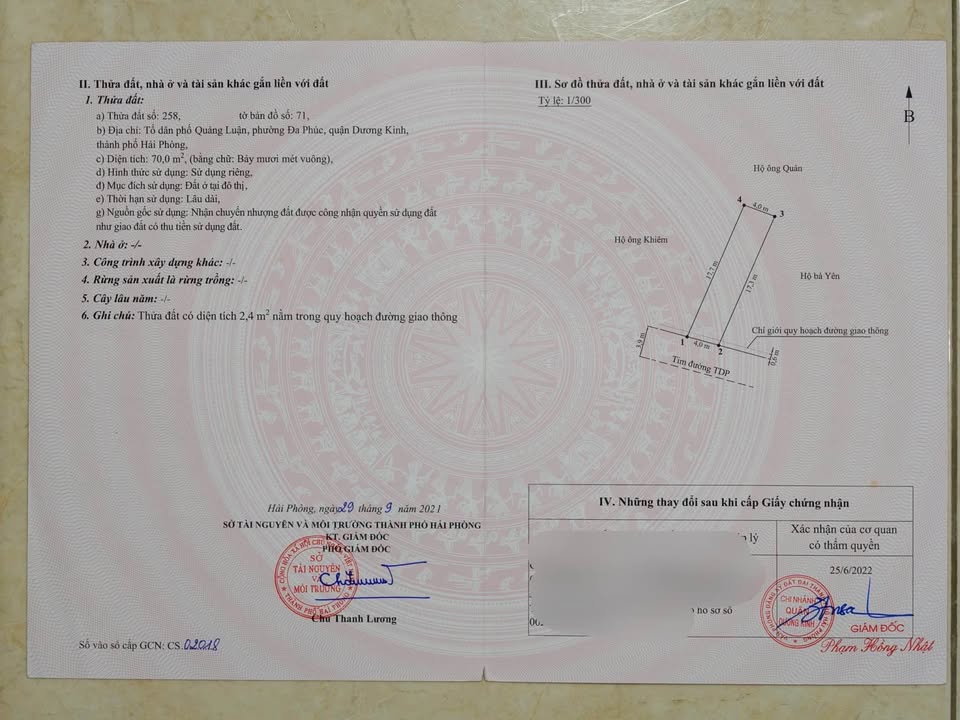 II. Thửa đất, nhà ở và tài sản khác gắn liền với đất
1. Thửa đất:
a) Thửa đất số: 258, tờ bản đồ số: 71,
b) Địa chỉ: Tổ dân phố Quảng Luận, phường Đa Phúc, quận Dương Kinh,
thành phố Hải Phòng,
c) Diện tích: 70,0 m², (bằng chữ: Bảy mươi mét vuông),
d) Hình thức sử dụng: Sử dụng riêng,
đ) Mục đích sử dụng: Đất ở tại đô thị,
e) Thời hạn sử dụng: Lâu dài,
g) Nguồn gốc sử dụng: Nhận chuyển nhượng đất được công nhận quyền sử dụng đất
như giao đất có thu tiền sử dụng đất.
2. Nhà ở: -/-
3. Công trình xây dựng khác: -/-
4. Rừng sản xuất là rừng trồng: -/-
5. Cây lâu năm: -/-
6. Ghi chú: Thửa đất có diện tích 2,4 m² nằm trong quy hoạch đường giao thông
Hải Phòng, ngày 29 tháng 9 năm 2021
SỞ TÀI NGUYÊN VÀ MÔI TRƯỜNG THÀNH PHỐ HẢI PHÒNG
KT. GIÁM ĐỐC
PHÓ GIÁM ĐỐC
SỞ
TÀI NGUYÊN
VÀ
MÔI TRƯỜNG
Chu Thanh Lương
Số vào sổ cấp GCN: CS.02018
III. Sơ đồ thửa đất, nhà ở và tài sản khác gắn liền với đất
Tỷ lệ: 1/300
B
Hộ ông Quán
4
4,0 m
3
Hộ ông Khiêm
17,7 m
17,3 m
Hộ bà Yên
Chỉ giới quy hoạch đường giao thông
3,9 m
1
4,0 m
2
0,6 m
Tim đường TDP
IV. Những thay đổi sau khi cấp Giấy chứng nhận
lý
Xác nhận của cơ quan
có thẩm quyền
25/6/2022
CHI NHÁNH
QUẬN
DƯƠNG KINH
GIÁM ĐỐC
Phạm Hồng Nhật
ho sơ số